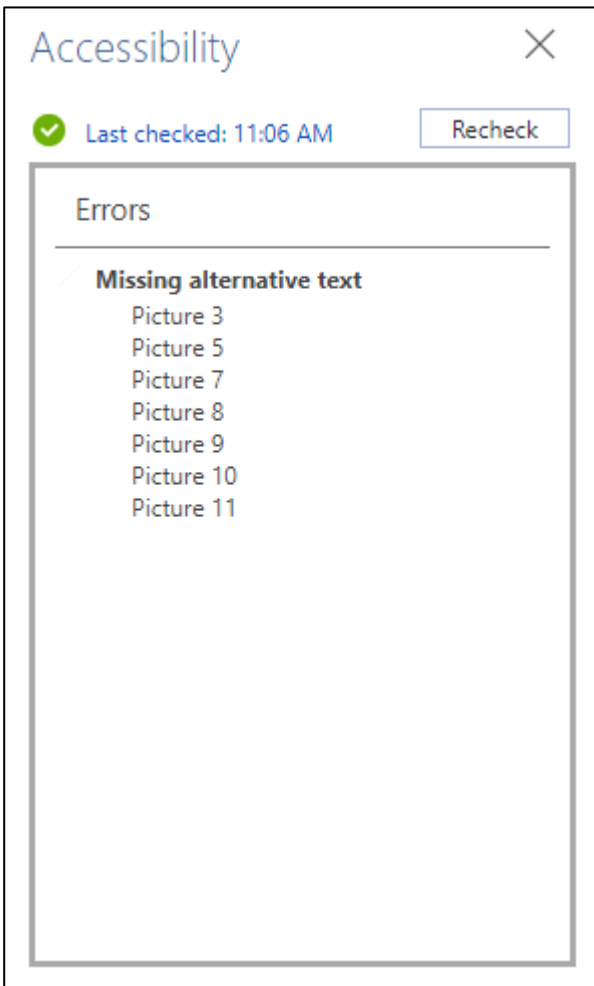 Accessibility
Last checked: 11:06 AM
Recheck
Errors
Missing alternative text
Picture 3
Picture 5
Picture 7
Picture 8
Picture 9
Picture 10
Picture 11